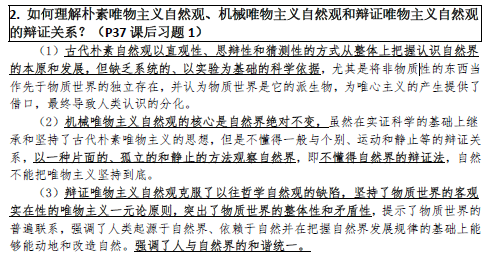 2. 如何理解朴素唯物主义自然观、机械唯物主义自然观和辩证唯物主义自然观
的辩证关系？（P37 课后习题 1）
（1）古代朴素自然观以直观性、思辨性和猜测性的方式从整体上把握认识自然界
的本原和发展，但缺乏系统的、以实验为基础的科学依据，尤其是将非物质性的东西当
作先于物质世界的独立存在，并认为物质世界是它的派生物，为唯心主义的产生提供了
借口，最终导致人类认识的分化。
（2）机械唯物主义自然观的核心是自然界绝对不变，虽然在实证科学的基础上继
承和坚持了古代朴素唯物主义的思想，但是不懂得一般与个别、运动和静止等的辩证关
系，以一种片面的、孤立的和静止的方法观察自然界，即不懂得自然界的辩证法，自然
不能把唯物主义坚持到底。
（3）辩证唯物主义自然观克服了以往哲学自然观的缺陷，坚持了物质世界的客观
实在性的唯物主义一元论原则，突出了物质世界的整体性和矛盾性，提示了物质世界的
普遍联系，强调了人类起源于自然界、依赖于自然并在把握自然界发展规律的基础上能
够能动地和改造自然。强调了人与自然界的和谐统一。